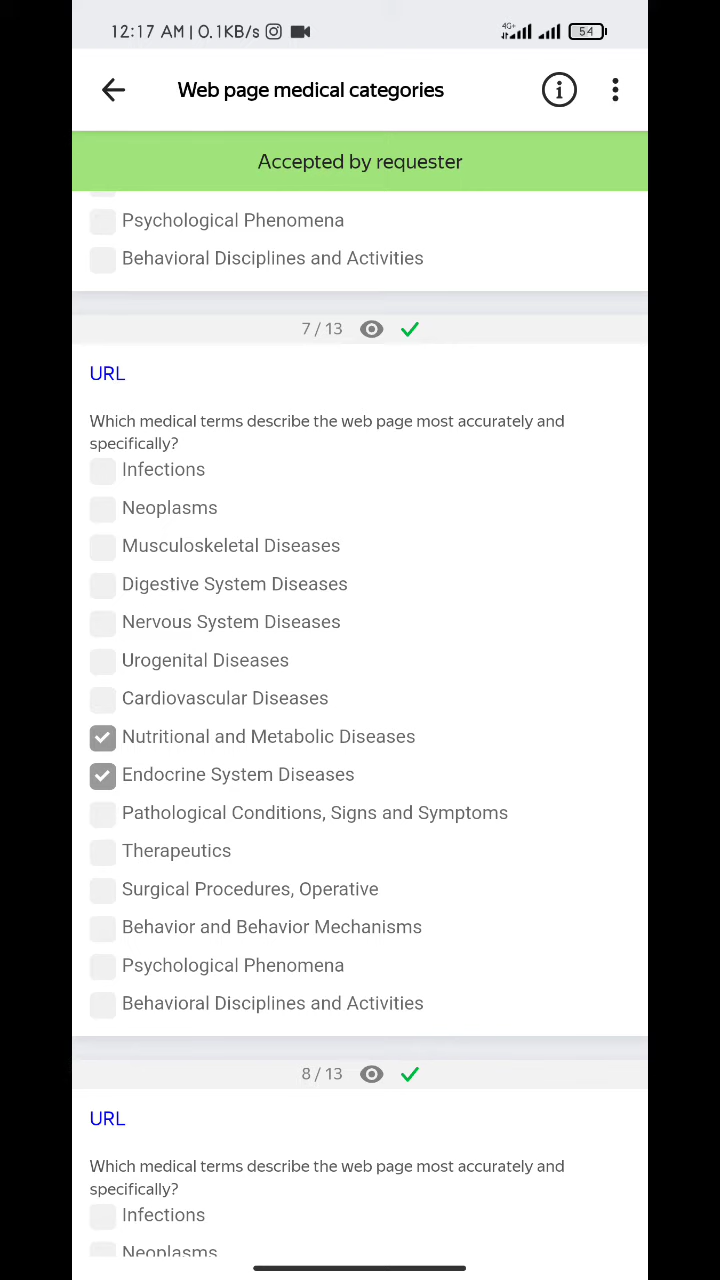 12:17 AM | 0.1KB/s
4G+
54
Web page medical categories
Accepted by requester
Psychological Phenomena
Behavioral Disciplines and Activities
7 / 13
URL
Which medical terms describe the web page most accurately and
specifically?
Infections
Neoplasms
Musculoskeletal Diseases
Digestive System Diseases
Nervous System Diseases
Urogenital Diseases
Cardiovascular Diseases
Nutritional and Metabolic Diseases
Endocrine System Diseases
Pathological Conditions, Signs and Symptoms
Therapeutics
Surgical Procedures, Operative
Behavior and Behavior Mechanisms
Psychological Phenomena
Behavioral Disciplines and Activities
8 / 13
URL
Which medical terms describe the web page most accurately and
specifically?
Infections
Neoplasms